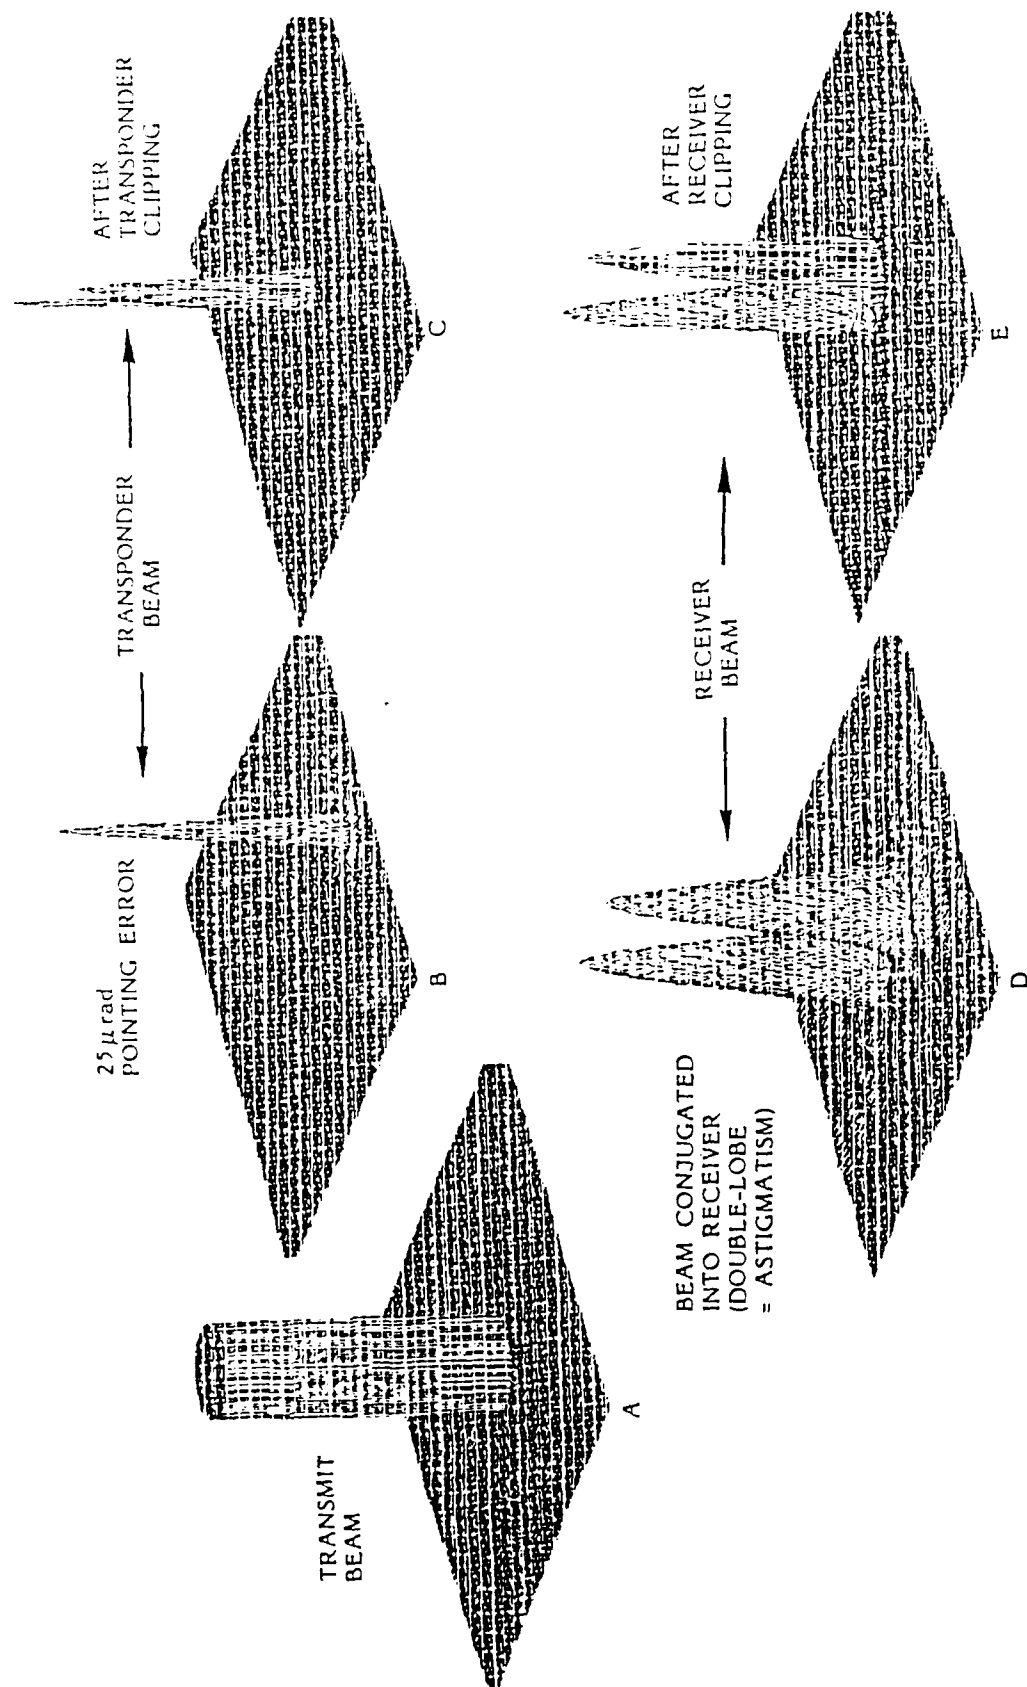 TRANSMIT
BEAM
A
25 μrad
POINTING ERROR
B
TRANSPONDER
BEAM
AFTER
TRANSPONDER
CLIPPING
C
BEAM CONJUGATED
INTO RECEIVER
(DOUBLE-LOBE
= ASTIGMATISM)
D
RECEIVER
BEAM
AFTER
RECEIVER
CLIPPING
E